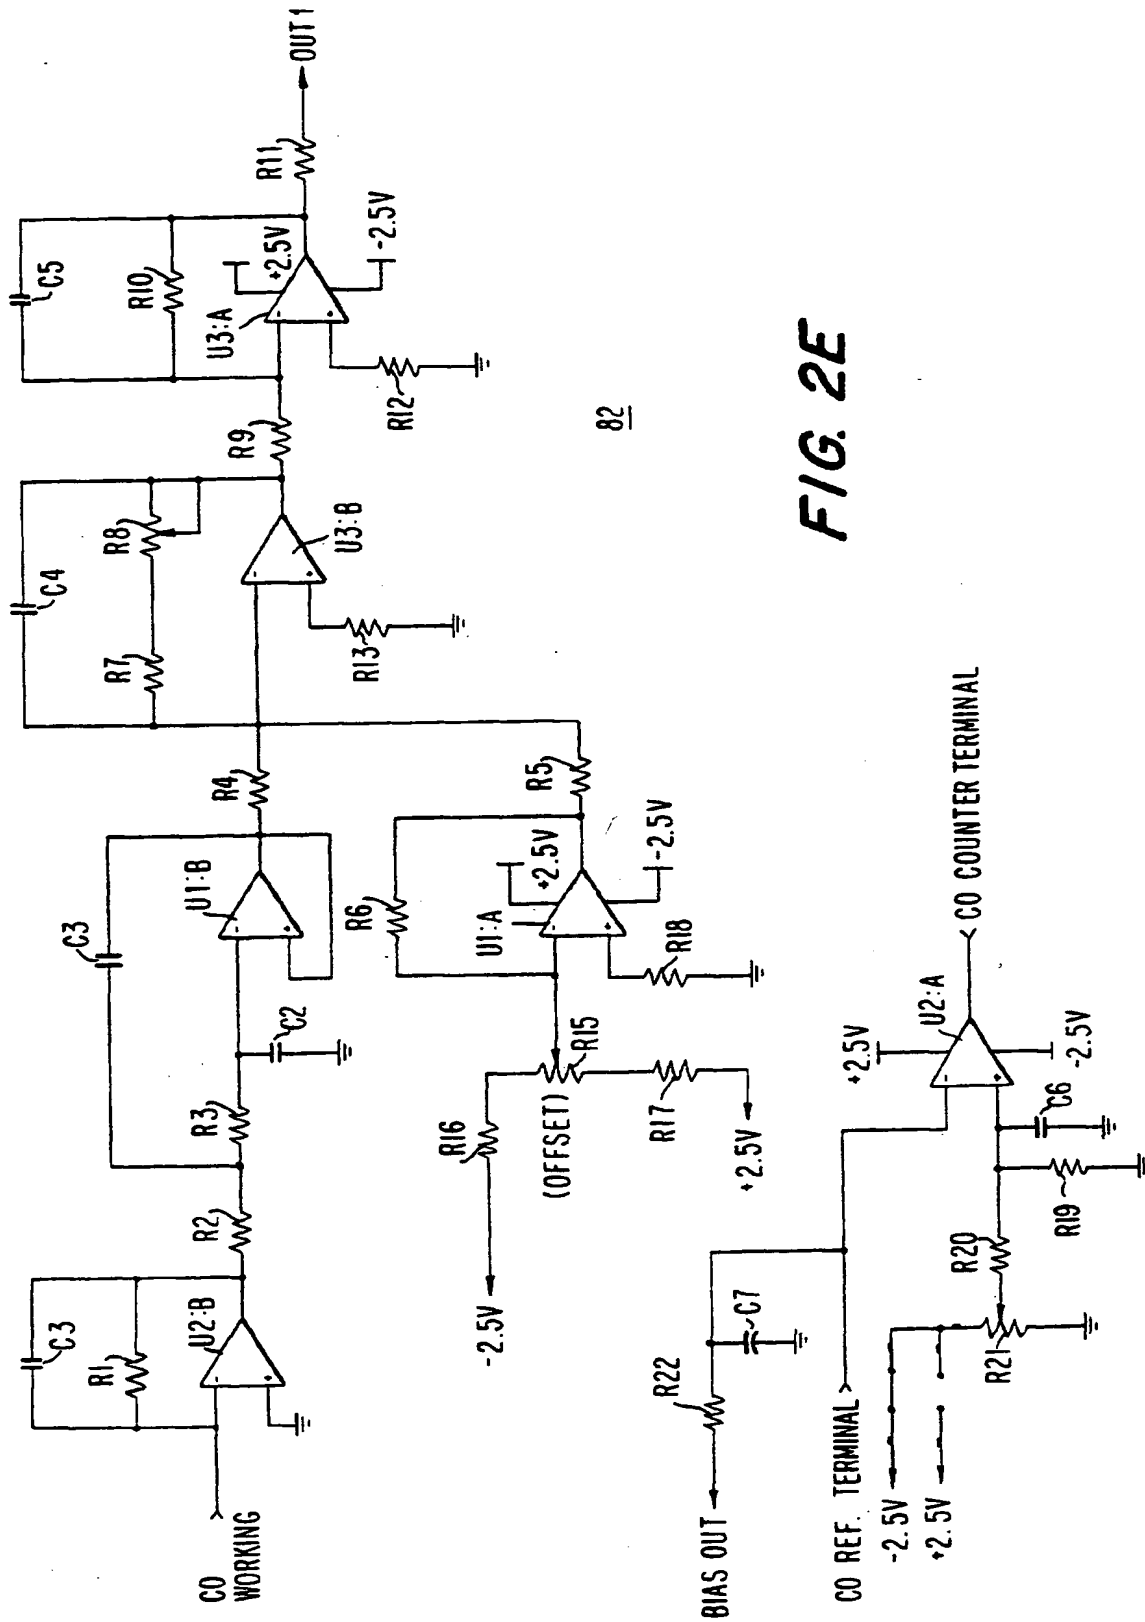 CO
WORKING
C3
R1
U2:B
-
+
R2
C3
R3
C2
U1:B
-
+
R4
C4
R7
R8
U3:B
-
+
R13
R9
C5
R10
U3:A
-
+
+2.5V
-2.5V
R12
R11
OUT 1
-2.5V
R16
(OFFSET)
R15
R17
+2.5V
R6
U1:A
-
+
+2.5V
-2.5V
R18
R5
82
BIAS OUT
R22
C7
CO REF. TERMINAL
-2.5V
+2.5V
R21
R20
R19
C6
+2.5V
U2:A
-
+
-2.5V
CO COUNTER TERMINAL
FIG. 2E